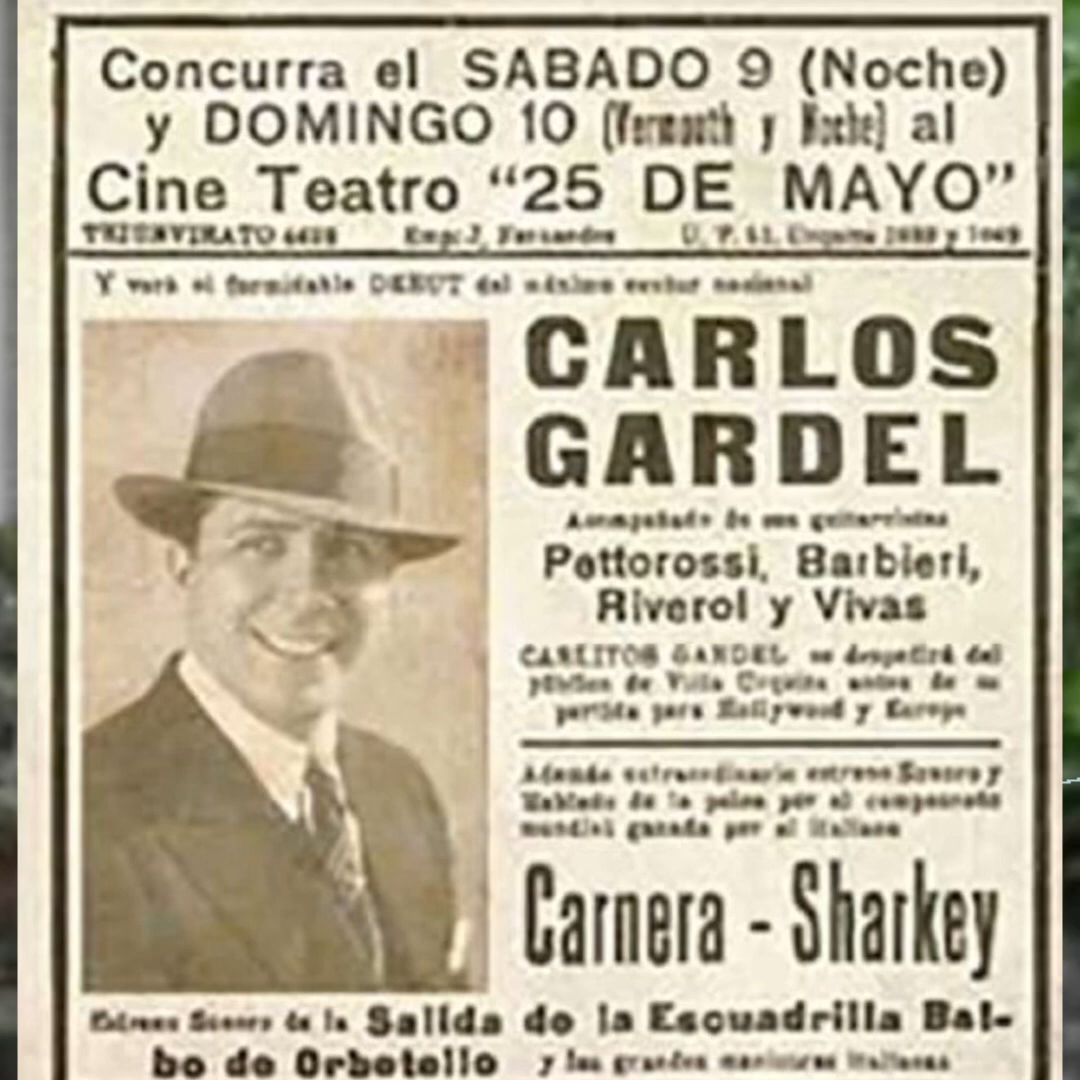 Concurra el SABADO 9 (Noche)
y DOMINGO 10 (Vermouth y Noche) al
Cine Teatro “25 DE MAYO”
TRIUNVIRATO Emp: J. Fernandes U. T. Urquiza y
Y verá el formidable DEBUT del máximo cantor nacional
CARLOS
GARDEL
Acompañado de sus guitarristas
Pettorossi, Barbieri,
Riverol y Vivas
CARLITOS GARDEL se despedirá del
público de Villa Urquiza antes de su
partida para Hollywood y Europa
Además extraordinario estreno Sonoro y
Hablado de la pelea por el campeonato
mundial ganada por el italiano
Carnera - Sharkey
Estreno Sonoro de la Salida de la Escuadrilla Bal-
bo de Orbetello y las grandes maniobras italianas